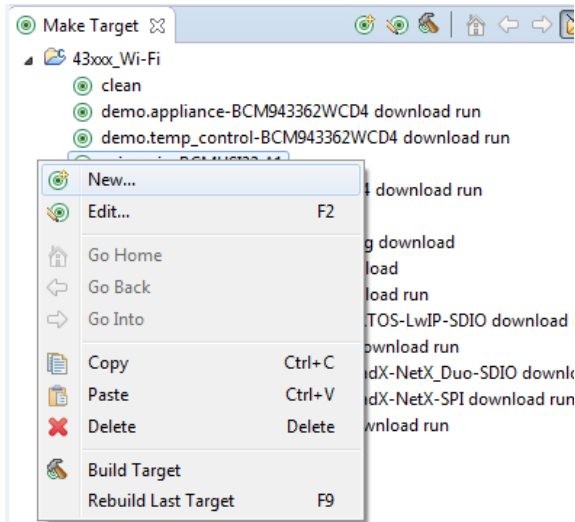 Make Target
43xxx_Wi-Fi
clean
demo.appliance-BCM943362WCD4 download run
demo.temp_control-BCM943362WCD4 download run
New...
4 download run
Edit... F2
g download
Go Home
load
Go Back
load run
Go Into
TOS-LwIP-SDIO download
ownload run
Copy Ctrl+C
dX-NetX_Duo-SDIO downlo
Paste Ctrl+V
dX-NetX-SPI download run
Delete Delete
wnload run
Build Target
Rebuild Last Target F9